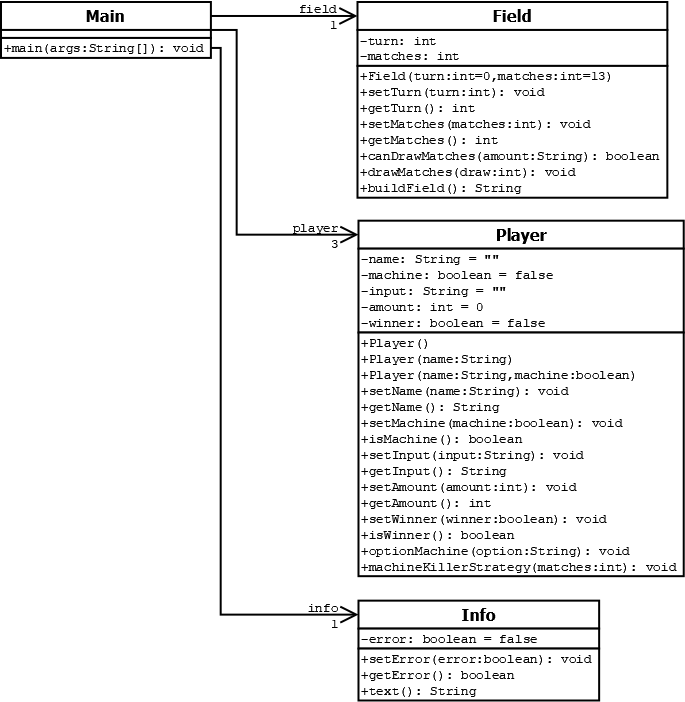 Main
+main(args:String[]): void
field
1
Field
-turn: int
-matches: int
+Field(turn:int=0,matches:int=13)
+setTurn(turn:int): void
+getTurn(): int
+setMatches(matches:int): void
+getMatches(): int
+canDrawMatches(amount:String): boolean
+drawMatches(draw:int): void
+buildField(): String
player
3
Player
-name: String = ""
-machine: boolean = false
-input: String = ""
-amount: int = 0
-winner: boolean = false
+Player()
+Player(name:String)
+Player(name:String,machine:boolean)
+setName(name:String): void
+getName(): String
+setMachine(machine:boolean): void
+isMachine(): boolean
+setInput(input:String): void
+getInput(): String
+setAmount(amount:int): void
+getAmount(): int
+setWinner(winner:boolean): void
+isWinner(): boolean
+optionMachine(option:String): void
+machineKillerStrategy(matches:int): void
info
1
Info
-error: boolean = false
+setError(error:boolean): void
+getError(): boolean
+text(): String